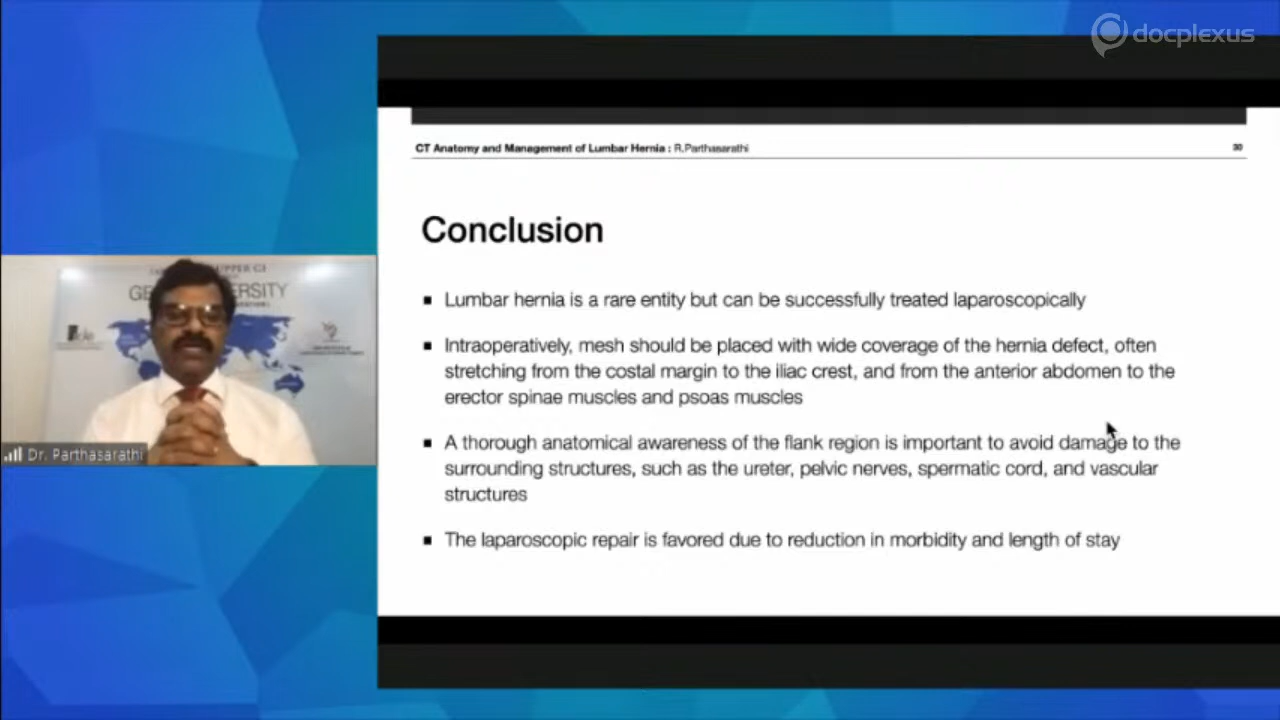 docplexus
CT Anatomy and Management of Lumbar Hernia : R.Parthasarathi
30
Conclusion
▪ Lumbar hernia is a rare entity but can be successfully treated laparoscopically
▪ Intraoperatively, mesh should be placed with wide coverage of the hernia defect, often
stretching from the costal margin to the iliac crest, and from the anterior abdomen to the
erector spinae muscles and psoas muscles
▪ A thorough anatomical awareness of the flank region is important to avoid damage to the
surrounding structures, such as the ureter, pelvic nerves, spermatic cord, and vascular
structures
▪ The laparoscopic repair is favored due to reduction in morbidity and length of stay
UPPER GI
Dr. Parthasarathi